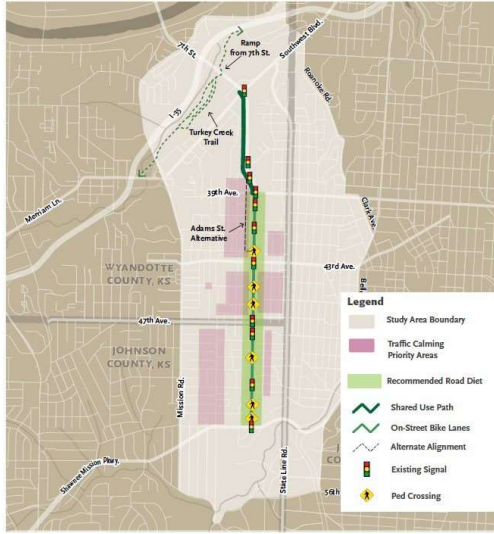 7th St.
Ramp
from 7th St.
Southwest Blvd.
Roanoke Rd.
I-35
Turkey Creek
Trail
39th Ave.
Merriam Ln.
Clark Ave.
Adams St.
Alternative
WYANDOTTE
COUNTY, KS
43rd Ave.
47th Ave.
JOHNSON
COUNTY, KS
Mission Rd.
State Line Rd.
Shawnee Mission Pkwy.
56th
Legend
Study Area Boundary
Traffic Calming
Priority Areas
Recommended Road Diet
Shared Use Path
On-Street Bike Lanes
Alternate Alignment
Existing Signal
Ped Crossing